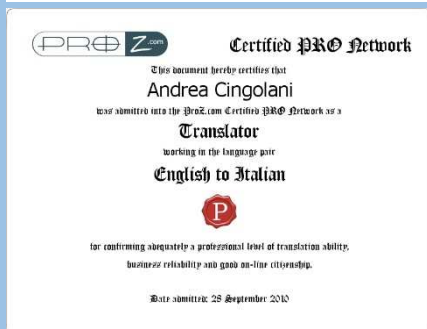 PROZ.com
Certified PRO Network
This document hereby certifies that
Andrea Cingolani
was admitted into the ProZ.com Certified PRO Network as a
Translator
working in the language pair
English to Italian
P
for confirming adequately a professional level of translation ability,
business reliability and good on-line citizenship.
Date admitted: 28 September 2010